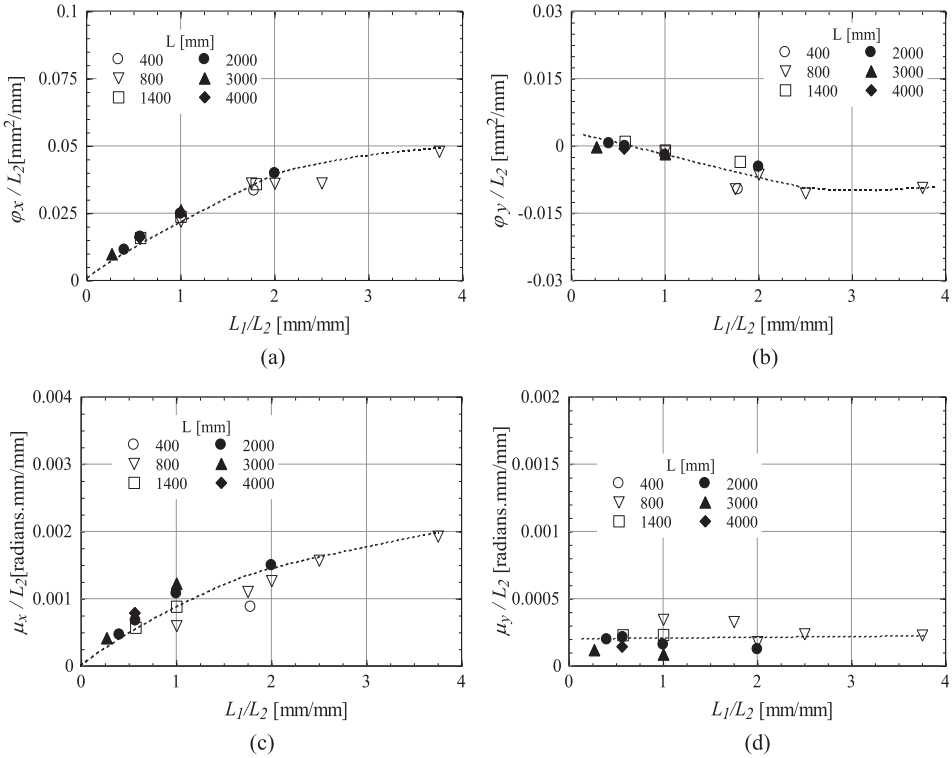 0.1
0.075
0.05
0.025
0
φx / L2[mm²/mm]
L [mm]
400 2000
800 3000
1400 4000
0 1 2 3 4
L1/L2 [mm/mm]
(a)
0.03
0.015
0
-0.015
-0.03
φy / L2 [mm²/mm]
L [mm]
400 2000
800 3000
1400 4000
0 1 2 3 4
L1/L2 [mm/mm]
(b)
0.004
0.003
0.002
0.001
0
μx / L2[radians.mm/mm]
L [mm]
400 2000
800 3000
1400 4000
0 1 2 3 4
L1/L2 [mm/mm]
(c)
0.002
0.0015
0.001
0.0005
0
μy / L2 [radians.mm/mm]
L [mm]
400 2000
800 3000
1400 4000
0 1 2 3 4
L1/L2 [mm/mm]
(d)